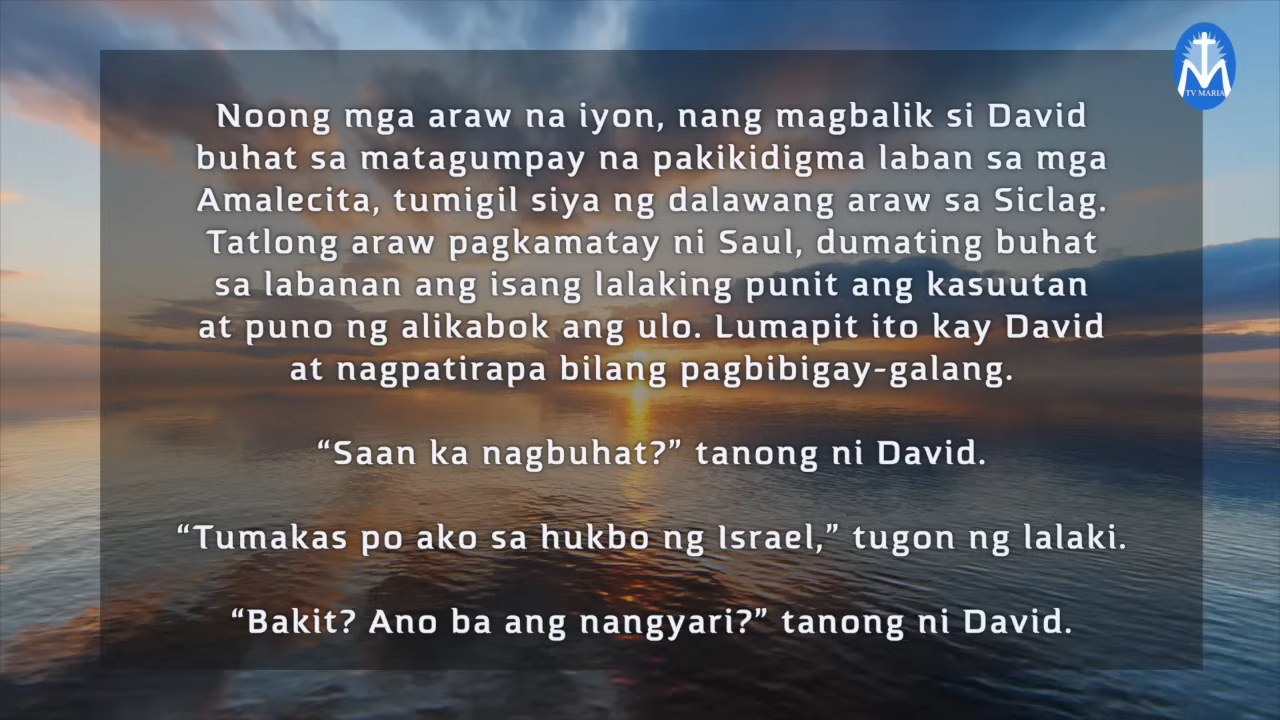 TV MARIA
Noong mga araw na iyon, nang magbalik si David
buhat sa matagumpay na pakikidigma laban sa mga
Amalecita, tumigil siya ng dalawang araw sa Siclag.
Tatlong araw pagkamatay ni Saul, dumating buhat
sa labanan ang isang lalaking punit ang kasuutan
at puno ng alikabok ang ulo. Lumapit ito kay David
at nagpatirapa bilang pagbibigay-galang.
“Saan ka nagbuhat?” tanong ni David.
“Tumakas po ako sa hukbo ng Israel,” tugon ng lalaki.
“Bakit? Ano ba ang nangyari?” tanong ni David.